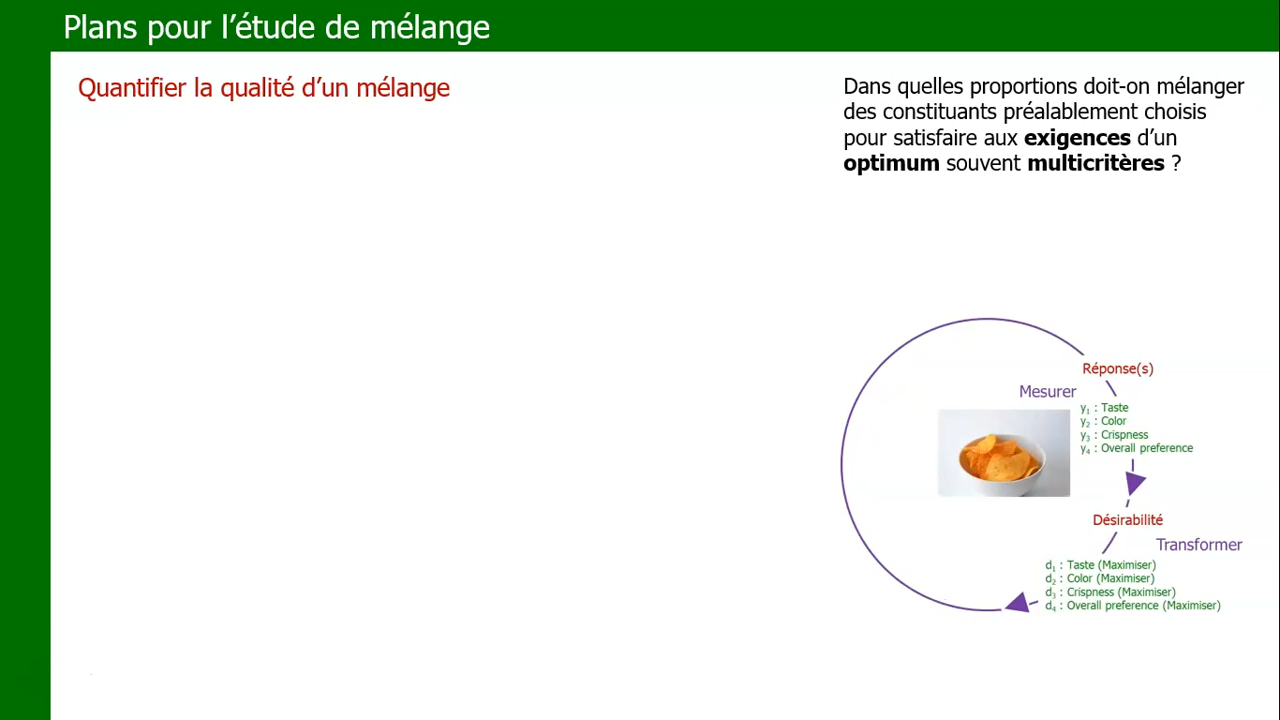 Plans pour l’étude de mélange
Quantifier la qualité d’un mélange
Dans quelles proportions doit-on mélanger
des constituants préalablement choisis
pour satisfaire aux exigences d’un
optimum souvent multicritères ?
Réponse(s)
Mesurer
y₁ : Taste
y₂ : Color
y₃ : Crispness
y₄ : Overall preference
Désirabilité
Transformer
d₁ : Taste (Maximiser)
d₂ : Color (Maximiser)
d₃ : Crispness (Maximiser)
d₄ : Overall preference (Maximiser)